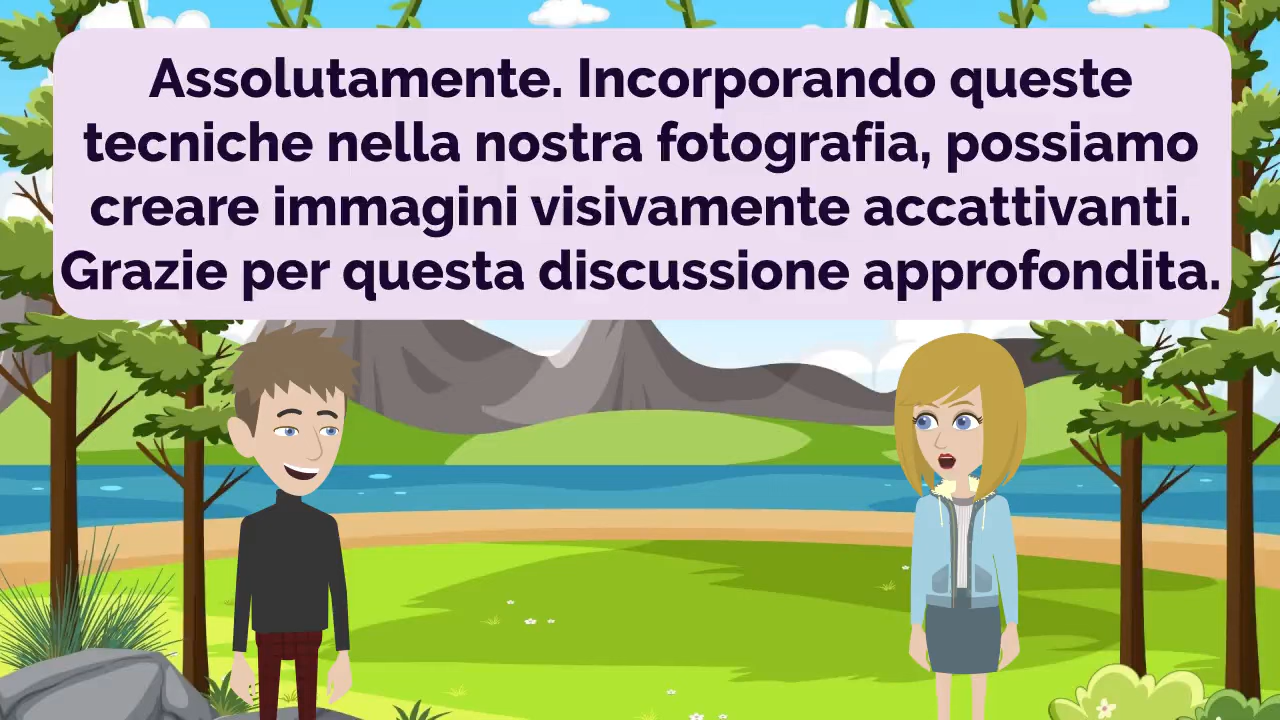 Assolutamente. Incorporando queste
tecniche nella nostra fotografia, possiamo
creare immagini visivamente accattivanti.
Grazie per questa discussione approfondita.